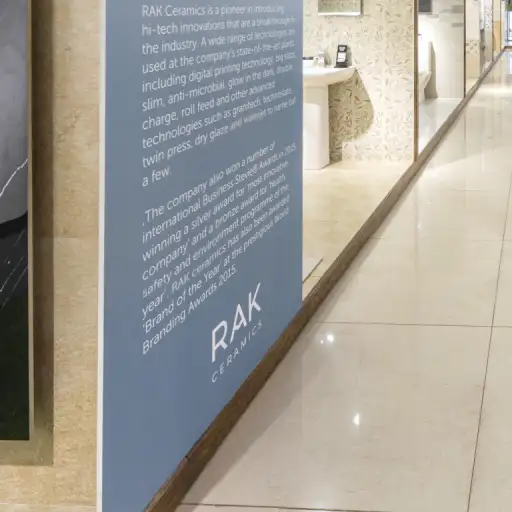 RAK Ceramics is a pioneer in introducing
hi-tech innovations that are a breakthrough in
the industry. A wide range of technologies are
used at the company's state-of-the-art plants
including digital printing technology, big slabs,
slim, anti-microbial, glow in the dark, double
charge, roll feed and other advanced
technologies such as granitech, technislate,
twin press, dry glaze and waterjet to name but
a few.
The company also won a number of
International Business Stevie® Awards in 2015
winning a silver award for 'most innovative
company' and a bronze award for 'health,
safety and environment programme of the
year'. RAK ceramics has also been awarded
'Brand of the Year' at the prestigious World
Branding Awards 2015.
RAK
CERAMICS